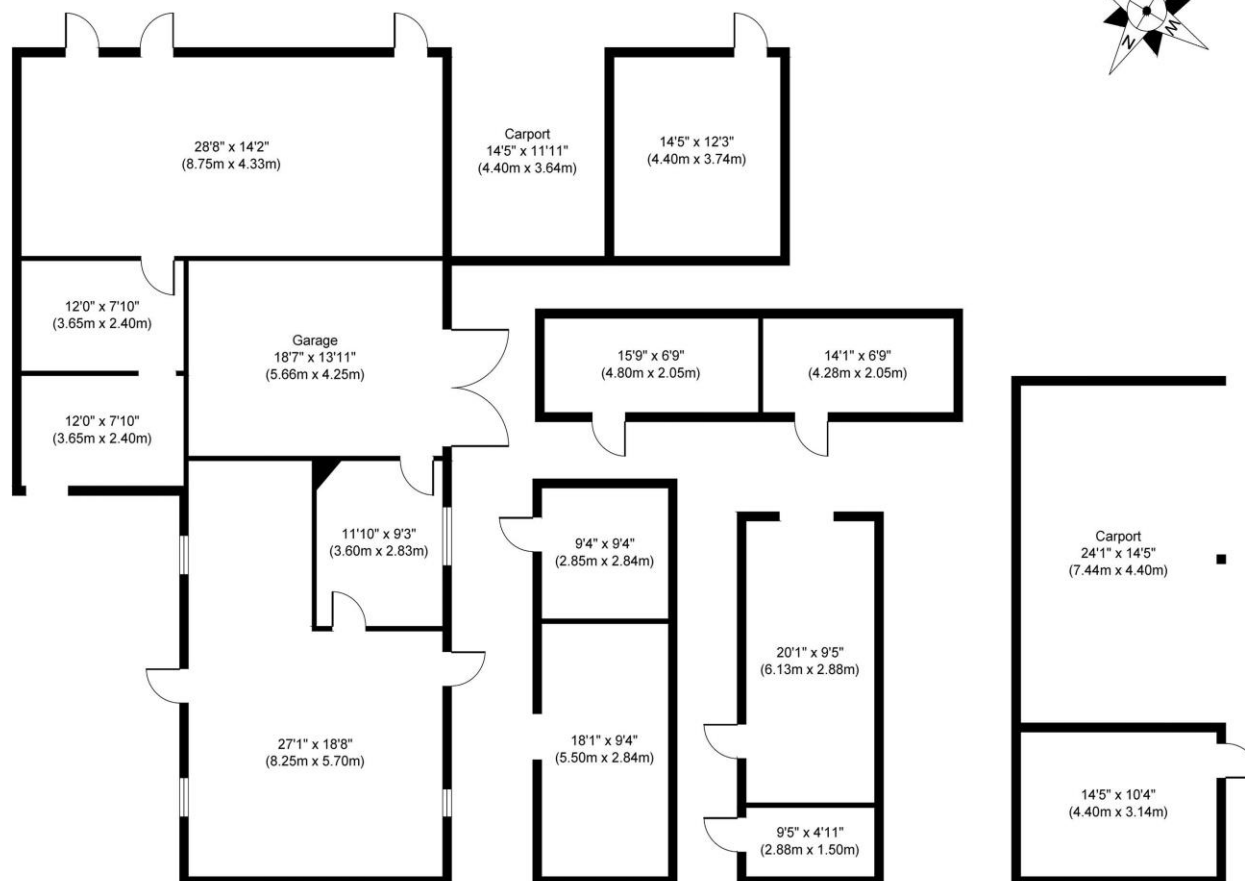 N
W
28'8" x 14'2"
(8.75m x 4.33m)
Carport
14'5" x 11'11"
(4.40m x 3.64m)
14'5" x 12'3"
(4.40m x 3.74m)
12'0" x 7'10"
(3.65m x 2.40m)
Garage
18'7" x 13'11"
(5.66m x 4.25m)
15'9" x 6'9"
(4.80m x 2.05m)
14'1" x 6'9"
(4.28m x 2.05m)
12'0" x 7'10"
(3.65m x 2.40m)
11'10" x 9'3"
(3.60m x 2.83m)
9'4" x 9'4"
(2.85m x 2.84m)
Carport
24'1" x 14'5"
(7.44m x 4.40m)
20'1" x 9'5"
(6.13m x 2.88m)
27'1" x 18'8"
(8.25m x 5.70m)
18'1" x 9'4"
(5.50m x 2.84m)
14'5" x 10'4"
(4.40m x 3.14m)
9'5" x 4'11"
(2.88m x 1.50m)